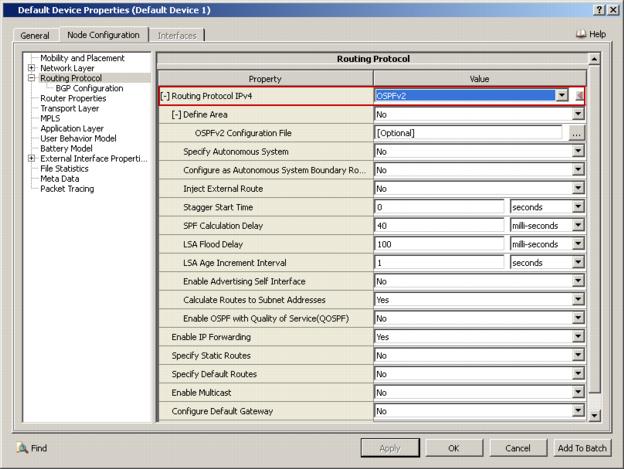 Default Device Properties (Default Device 1)
General
Node Configuration
Interfaces
Help
Mobility and Placement
Network Layer
Routing Protocol
BGP Configuration
Router Properties
Transport Layer
MPLS
Application Layer
User Behavior Model
Battery Model
External Interface Properti...
File Statistics
Meta Data
Packet Tracing
Routing Protocol
Property Value
[-] Routing Protocol IPv4 OSPFv2
[-] Define Area No
OSPFv2 Configuration File [Optional] ...
Specify Autonomous System No
Configure as Autonomous System Boundary Ro... No
Inject External Route No
Stagger Start Time 0 seconds
SPF Calculation Delay 40 milli-seconds
LSA Flood Delay 100 milli-seconds
LSA Age Increment Interval 1 seconds
Enable Advertising Self Interface No
Calculate Routes to Subnet Addresses Yes
Enable OSPF with Quality of Service(QOSPF) No
Enable IP Forwarding Yes
Specify Static Routes No
Specify Default Routes No
Enable Multicast No
Configure Default Gateway No
Find
Apply
OK
Cancel
Add To Batch